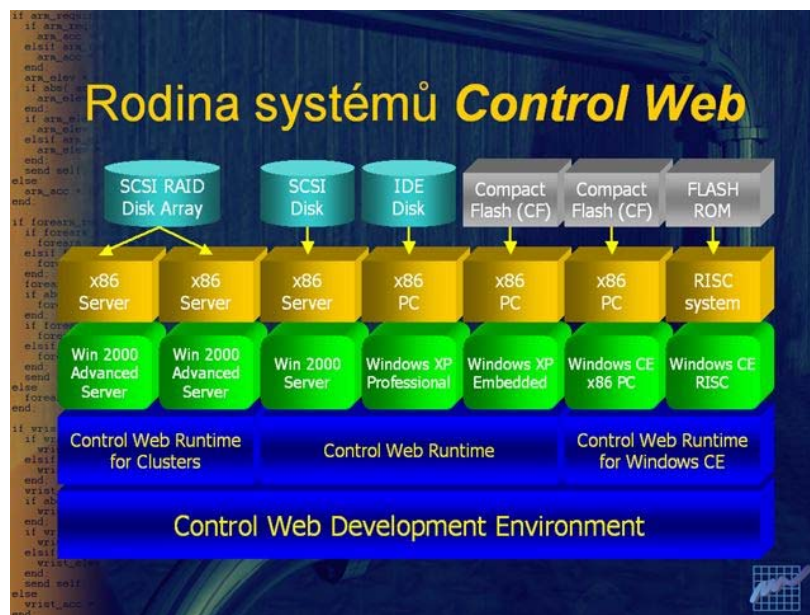 Rodina systémů Control Web
SCSI RAID
Disk Array
SCSI
Disk
IDE
Disk
Compact
Flash (CF)
Compact
Flash (CF)
FLASH
ROM
x86
Server
x86
Server
x86
Server
x86
PC
x86
PC
x86
PC
RISC
system
Win 2000
Advanced
Server
Win 2000
Advanced
Server
Win 2000
Server
Windows XP
Professional
Windows XP
Embedded
Windows CE
x86 PC
Windows CE
RISC
Control Web Runtime
for Clusters
Control Web Runtime
Control Web Runtime
for Windows CE
Control Web Development Environment